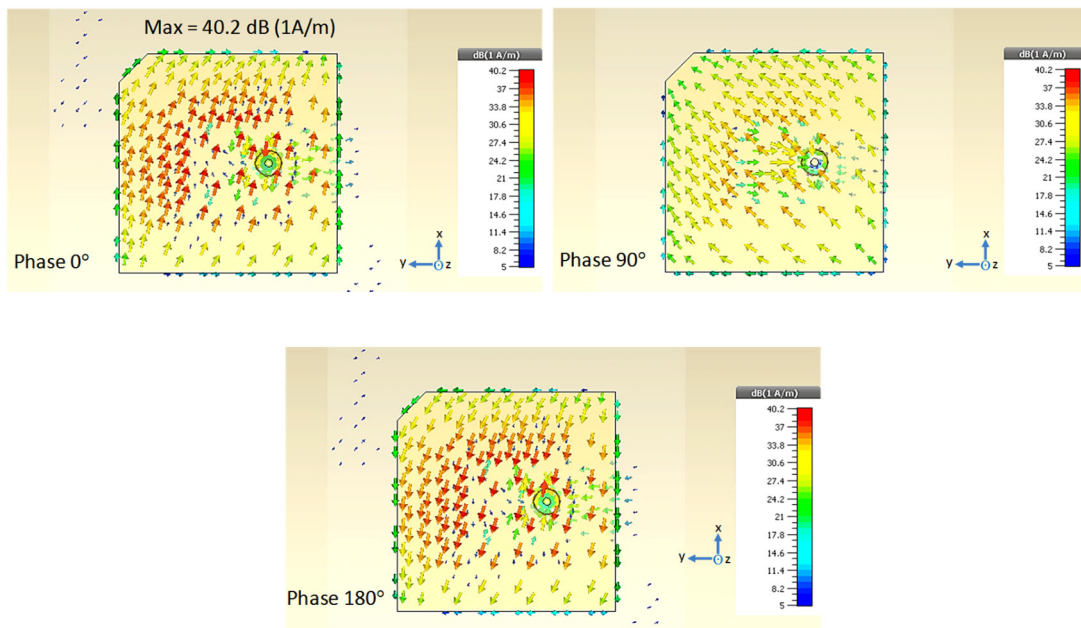 Max = 40.2 dB (1A/m)
dB(1 A/m)
40.2
37
33.8
30.6
27.4
24.2
21
17.8
14.6
11.4
8.2
5
x
y
z
Phase 0°
dB(1 A/m)
40.2
37
33.8
30.6
27.4
24.2
21
17.8
14.6
11.4
8.2
5
x
y
z
Phase 90°
dB(1 A/m)
40.2
37
33.8
30.6
27.4
24.2
21
17.8
14.6
11.4
8.2
5
x
y
z
Phase 180°